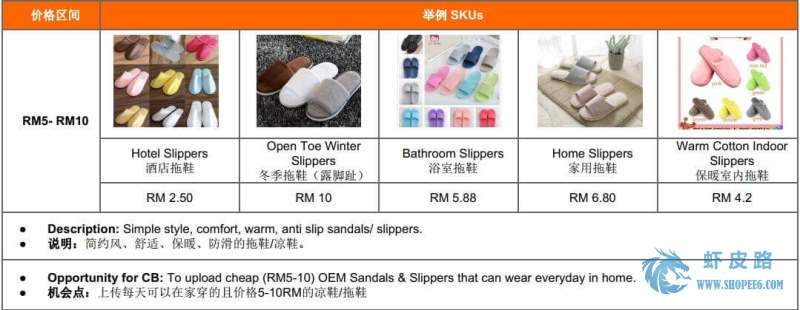 价格区间
举例 SKUs
RM5- RM10
Hotel Slippers
酒店拖鞋
Open Toe Winter
Slippers
冬季拖鞋（露脚趾）
Bathroom Slippers
浴室拖鞋
Home Slippers
家用拖鞋
Warm Cotton Indoor
Slippers
保暖室内拖鞋
RM 2.50
RM 10
RM 5.88
RM 6.80
RM 4.2
● Description: Simple style, comfort, warm, anti slip sandals/ slippers.
● 说明：简约风、舒适、保暖、防滑的拖鞋/凉鞋。
● Opportunity for CB: To upload cheap (RM5-10) OEM Sandals & Slippers that can wear everyday in home.
● 机会点：上传每天可以在家穿的且价格5-10RM的凉鞋/拖鞋
虾皮路
WWW.SHOPEE6.COM